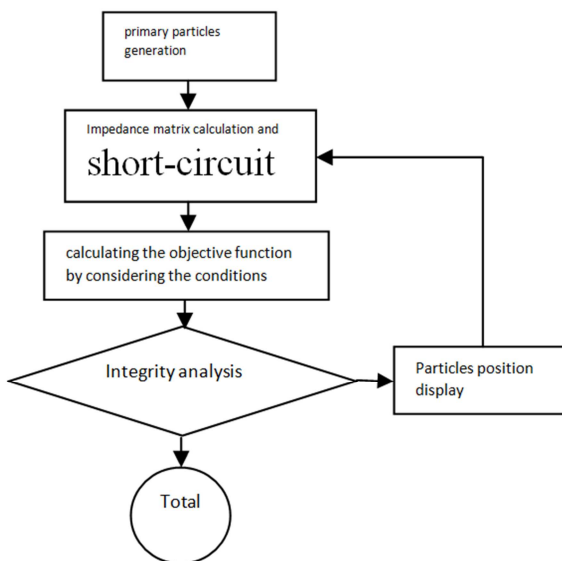 primary particles
generation
Impedance matrix calculation and
short-circuit
calculating the objective function
by considering the conditions
Integrity analysis
Particles position
display
Total